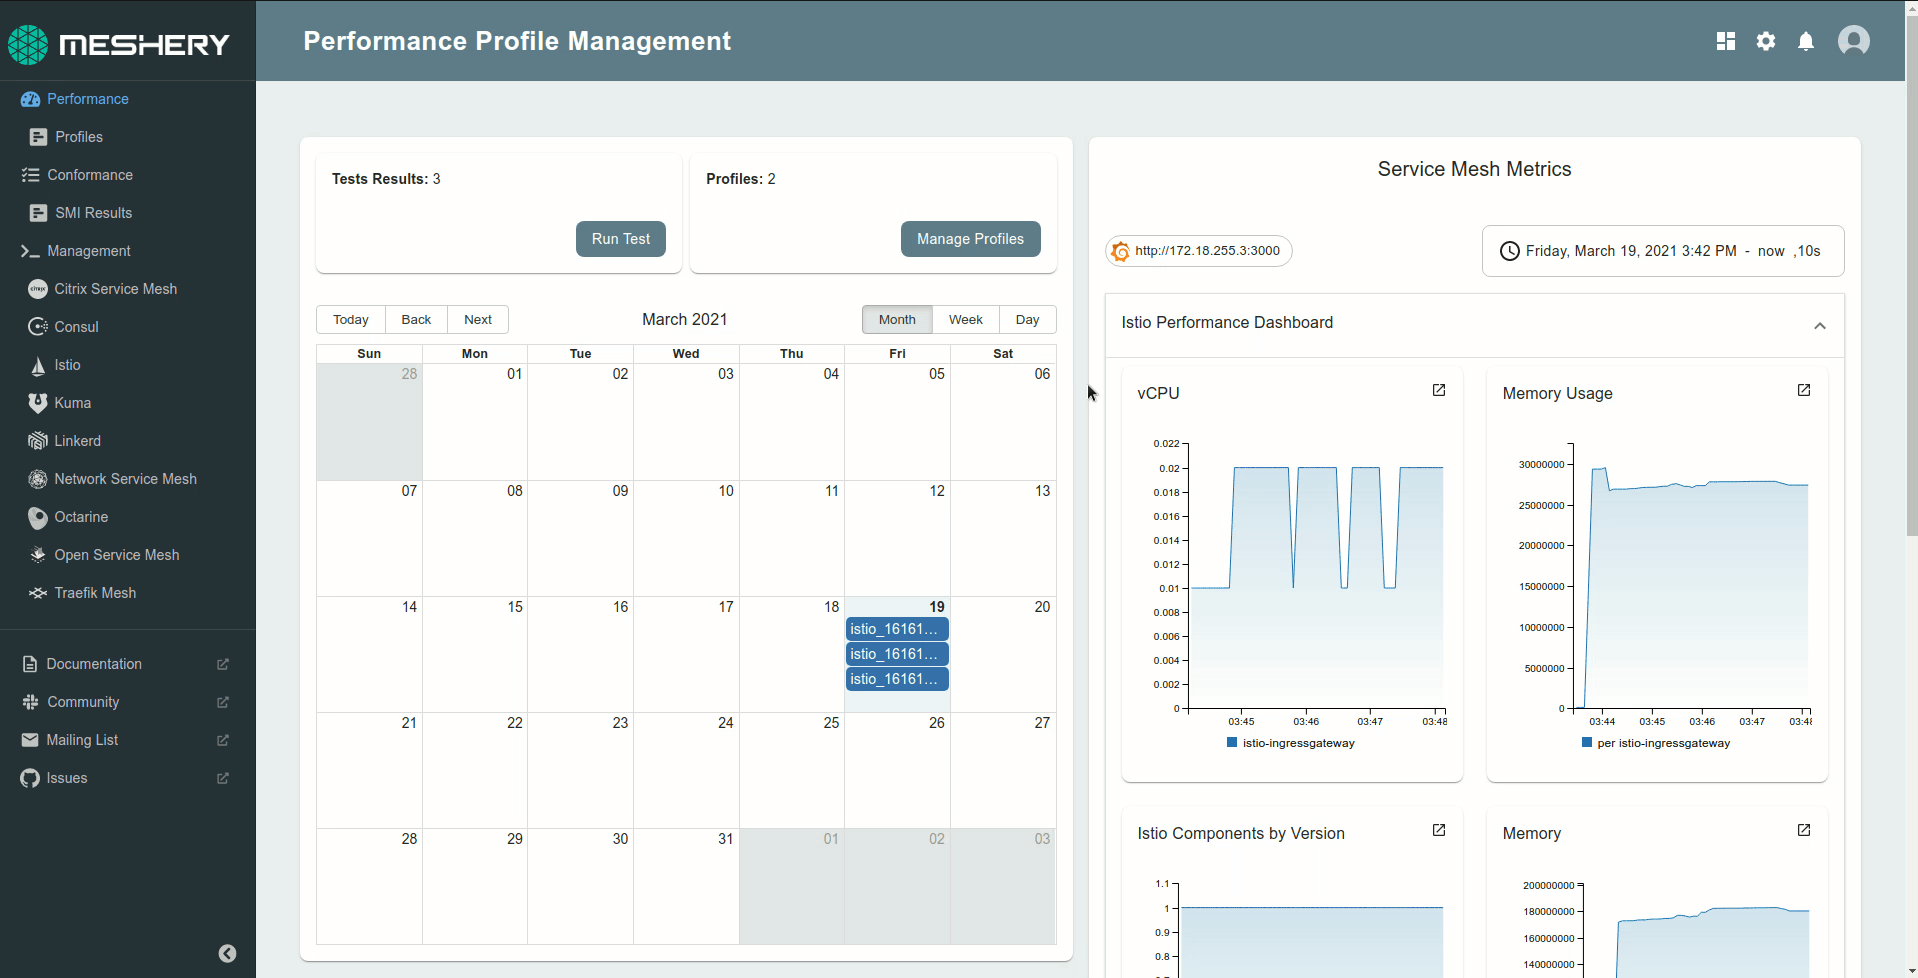 MESHERY
Performance Profile Management
Performance
Profiles
Conformance
SMI Results
Management
Citrix Service Mesh
Consul
Istio
Kuma
Linkerd
Network Service Mesh
Octarine
Open Service Mesh
Traefik Mesh
Documentation
Community
Mailing List
Issues
Tests Results: 3
Run Test
Profiles: 2
Manage Profiles
Today Back Next
March 2021
Month Week Day
Sun Mon Tue Wed Thu Fri Sat
28 01 02 03 04 05 06
07 08 09 10 11 12 13
14 15 16 17 18 19 20
istio_16161...
istio_16161...
istio_16161...
21 22 23 24 25 26 27
28 29 30 31 01 02 03
Service Mesh Metrics
http://172.18.255.3:3000
Friday, March 19, 2021 3:42 PM - now ,10s
Istio Performance Dashboard
vCPU
0.022
0.02
0.018
0.016
0.014
0.012
0.01
0.008
0.006
0.004
0.002
0
03:45 03:46 03:47 03:48
istio-ingressgateway
Memory Usage
30000000
25000000
20000000
15000000
10000000
5000000
0
03:44 03:45 03:46 03:47 03:48
per istio-ingressgateway
Istio Components by Version
1.1
1
0.9
0.8
Memory
200000000
180000000
160000000
140000000